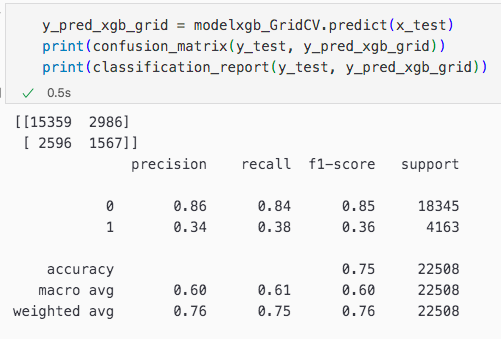 y_pred_xgb_grid = modelxgb_GridCV.predict(x_test)
print(confusion_matrix(y_test, y_pred_xgb_grid))
print(classification_report(y_test, y_pred_xgb_grid))
✓ 0.5s
[[15359 2986]
[ 2596 1567]]
precision recall f1-score support
0 0.86 0.84 0.85 18345
1 0.34 0.38 0.36 4163
accuracy 0.75 22508
macro avg 0.60 0.61 0.60 22508
weighted avg 0.76 0.75 0.76 22508